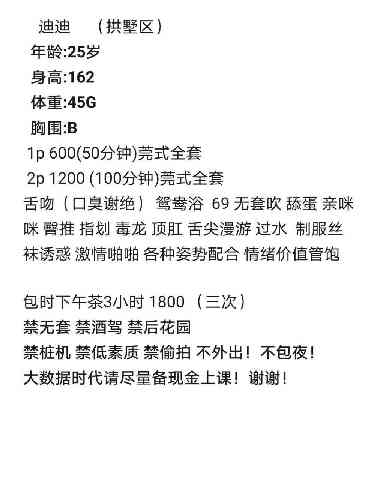 迪迪 （拱墅区）
年龄:25岁
身高:162
体重:45G
胸围:B
1p 600(50分钟)莞式全套
2p 1200 (100分钟)莞式全套
舌吻（口臭谢绝） 鸳鸯浴 69 无套吹 舔蛋 亲咪
咪 臀推 指划 毒龙 顶肛 舌尖漫游 过水 制服丝
袜诱惑 激情啪啪 各种姿势配合 情绪价值管饱
包时下午茶3小时 1800 （三次）
禁无套 禁酒驾 禁后花园
禁桩机 禁低素质 禁偷拍 不外出！不包夜！
大数据时代请尽量备现金上课！谢谢！